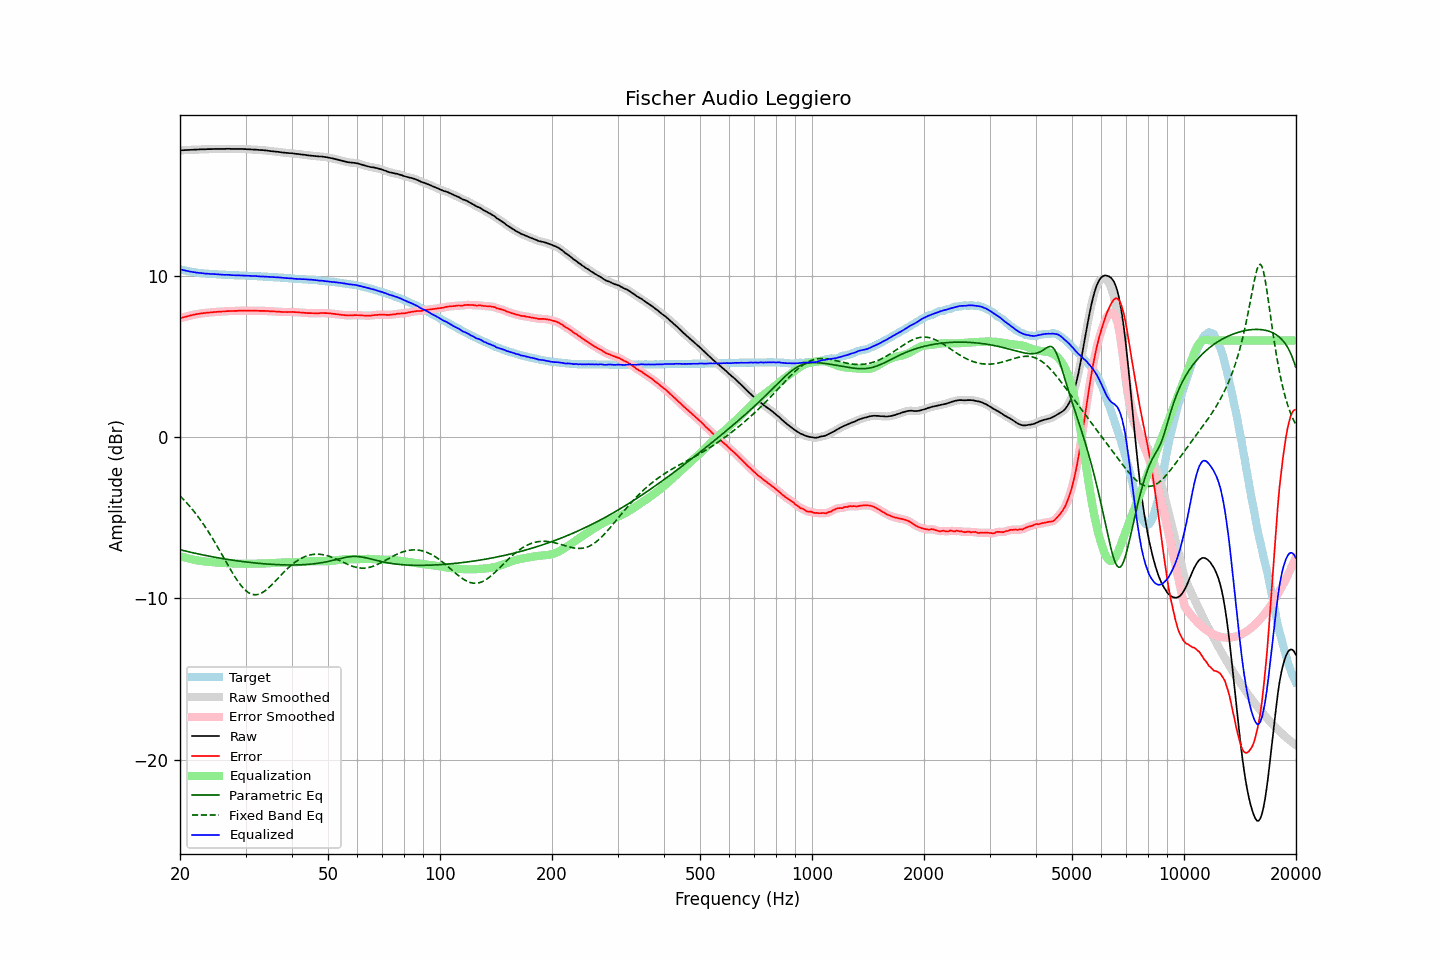 Fischer Audio Leggiero
Amplitude (dBr)
10
0
−10
−20
Target
Raw Smoothed
Error Smoothed
Raw
Error
Equalization
Parametric Eq
Fixed Band Eq
Equalized
20 50 100 200 500 1000 2000 5000 10000 20000
Frequency (Hz)